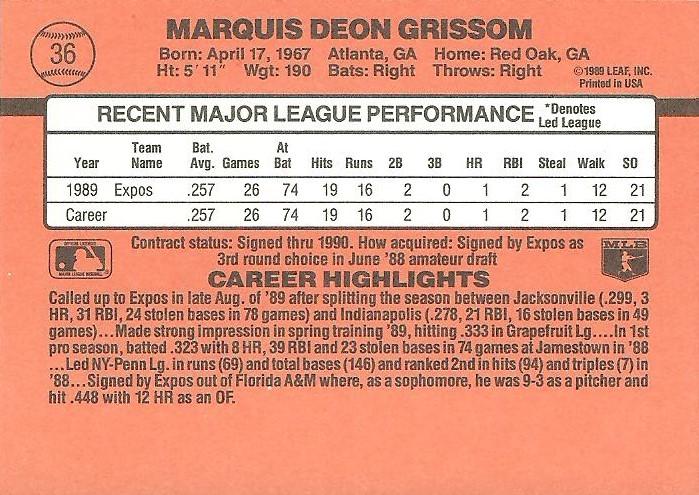 36
MARQUIS DEON GRISSOM
Born: April 17, 1967 Atlanta, GA Home: Red Oak, GA
Ht: 5' 11" Wgt: 190 Bats: Right Throws: Right
©1989 LEAF, INC.
Printed in USA
RECENT MAJOR LEAGUE PERFORMANCE *Denotes Led League
Year Team Name Bat. Avg. Games At Bat Hits Runs 2B 3B HR RBI Steal Walk SO
1989 Expos .257 26 74 19 16 2 0 1 2 1 12 21
Career .257 26 74 19 16 2 0 1 2 1 12 21
Contract status: Signed thru 1990. How acquired: Signed by Expos as
3rd round choice in June '88 amateur draft
MLB
CAREER HIGHLIGHTS
Called up to Expos in late Aug. of '89 after splitting the season between Jacksonville (.299, 3
HR, 31 RBI, 24 stolen bases in 78 games) and Indianapolis (.278, 21 RBI, 16 stolen bases in 49
games)...Made strong impression in spring training '89, hitting .333 in Grapefruit Lg....In 1st
pro season, batted .323 with 8 HR, 39 RBI and 23 stolen bases in 74 games at Jamestown in '88
...Led NY-Penn Lg. in runs (69) and total bases (146) and ranked 2nd in hits (94) and triples (7) in
'88...Signed by Expos out of Florida A&M where, as a sophomore, he was 9-3 as a pitcher and
hit .448 with 12 HR as an OF.